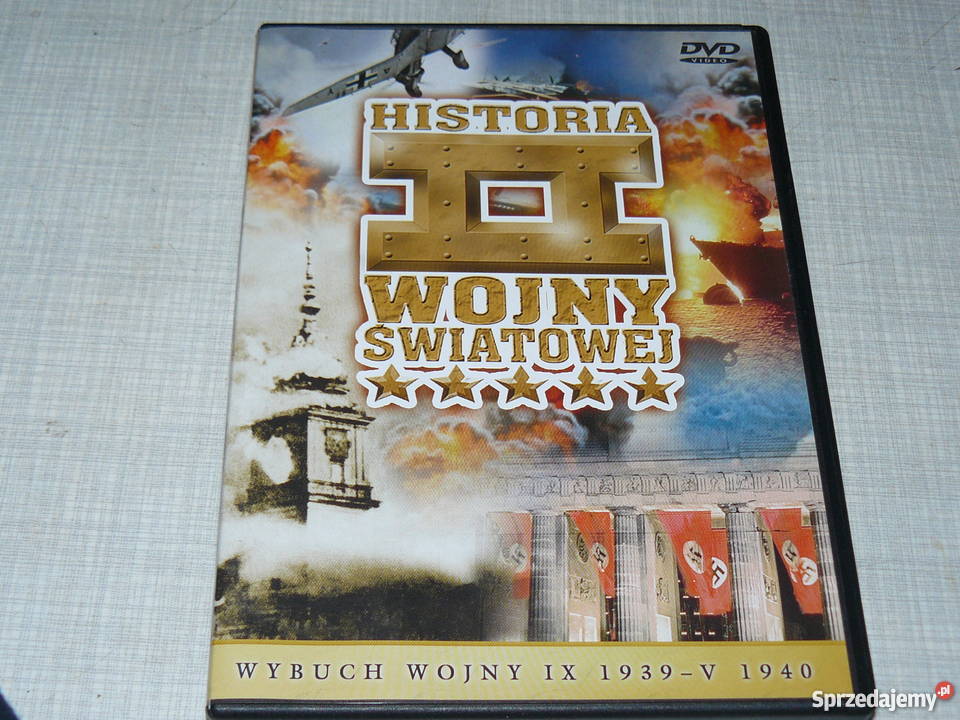 DVD
VIDEO
HISTORIA
II
WOJNY
ŚWIATOWEJ
WYBUCH WOJNY IX 1939–V 1940
Sprzedajemy.pl